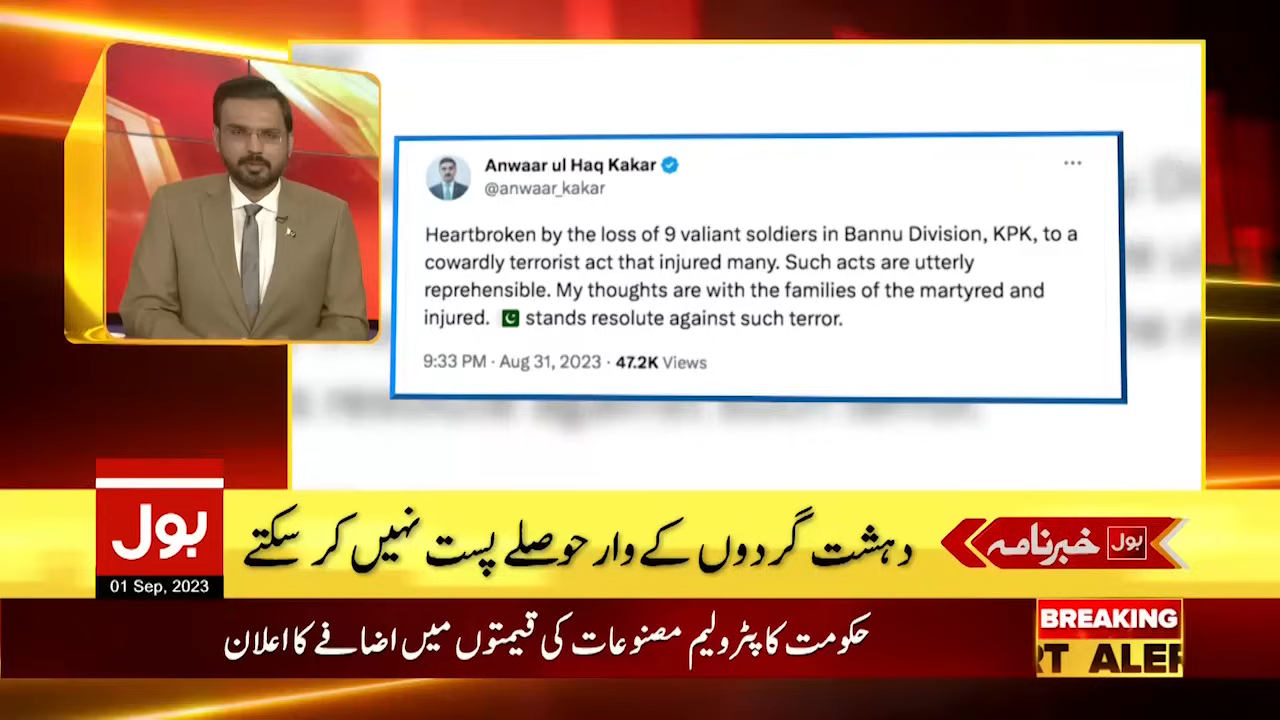 Anwaar ul Haq Kakar
@anwaar_kakar
Heartbroken by the loss of 9 valiant soldiers in Bannu Division, KPK, to a
cowardly terrorist act that injured many. Such acts are utterly
reprehensible. My thoughts are with the families of the martyred and
injured. 🇵🇰 stands resolute against such terror.
9:33 PM · Aug 31, 2023 · 47.2K Views
بول خبرنامہ
دہشت گردوں کے وار حوصلے پست نہیں کر سکتے
بول
01 Sep, 2023
BREAKING
ALER
حکومت کا پٹرولیم مصنوعات کی قیمتوں میں اضافے کا اعلان